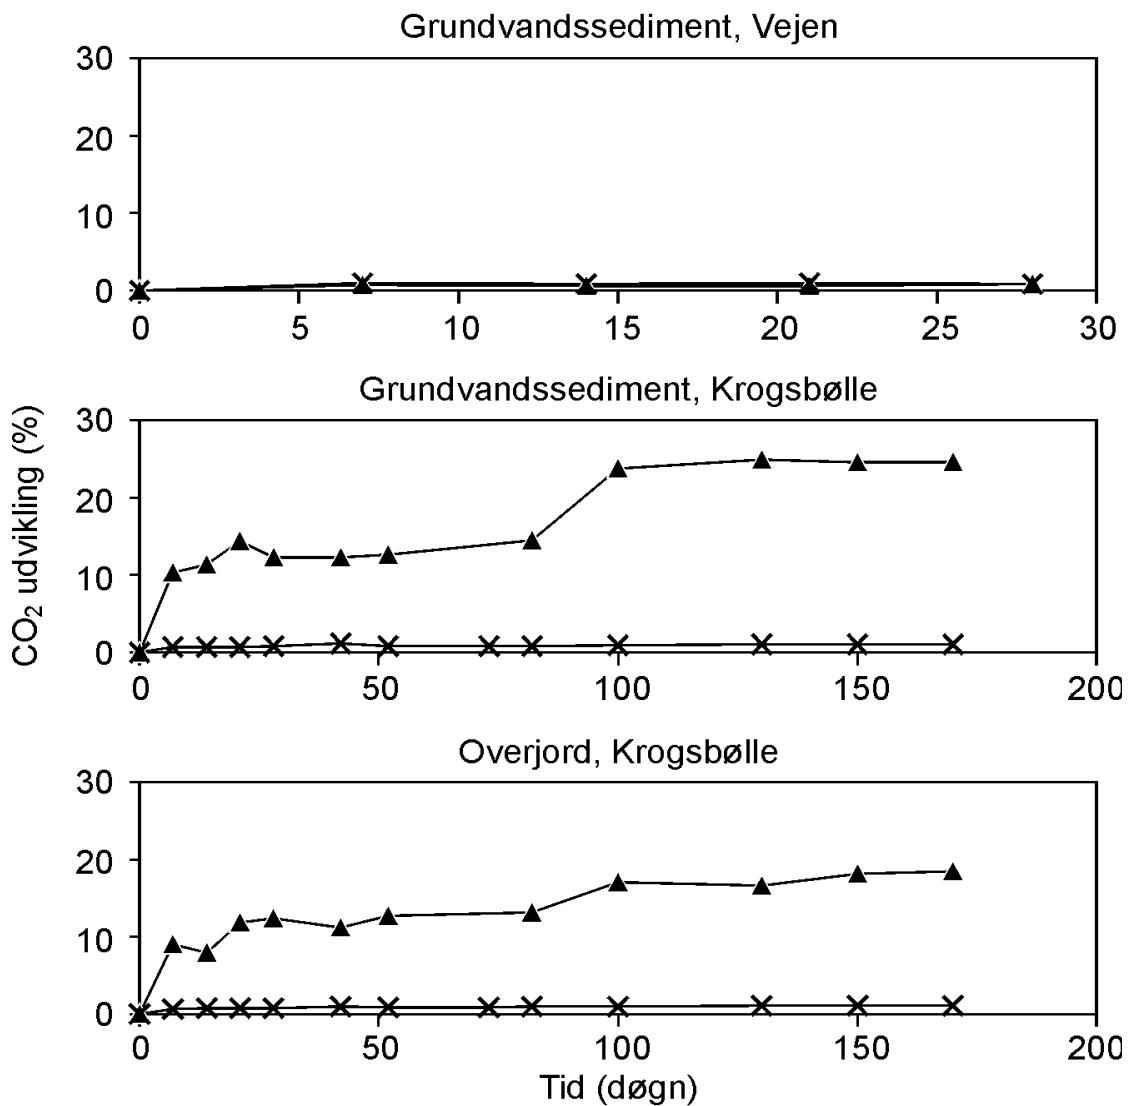 Grundvandssediment, Vejen
30
20
10
0
0 5 10 15 20 25 30
Grundvandssediment, Krogsbølle
30
20
10
0
0 50 100 150 200
CO₂ udvikling (%)
Overjord, Krogsbølle
30
20
10
0
0 50 100 150 200
Tid (døgn)